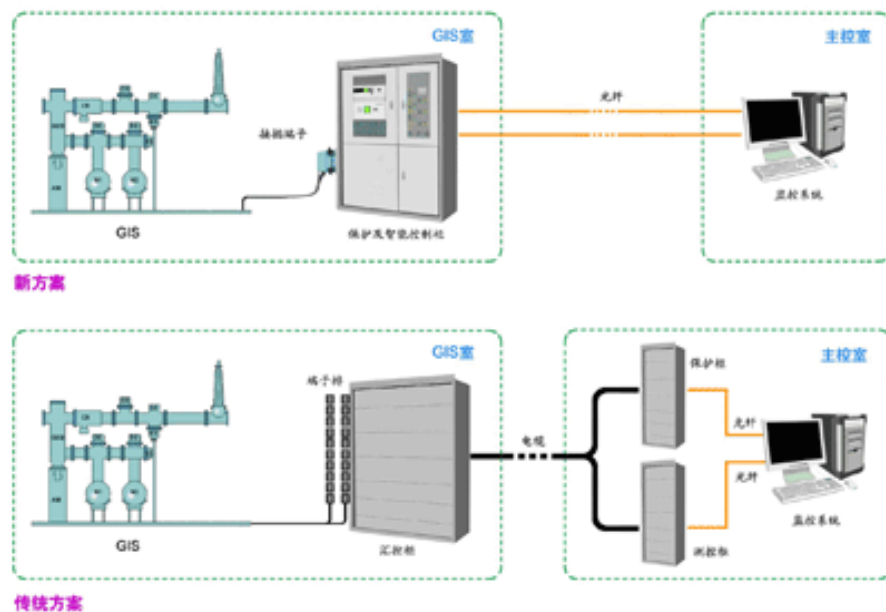 GIS室
主控室
光纤
接插端子
监控系统
GIS
保护及智能控制柜
新方案
GIS室
主控室
保护柜
端子排
光纤
电缆
光纤
监控系统
GIS
汇控柜
测控柜
传统方案